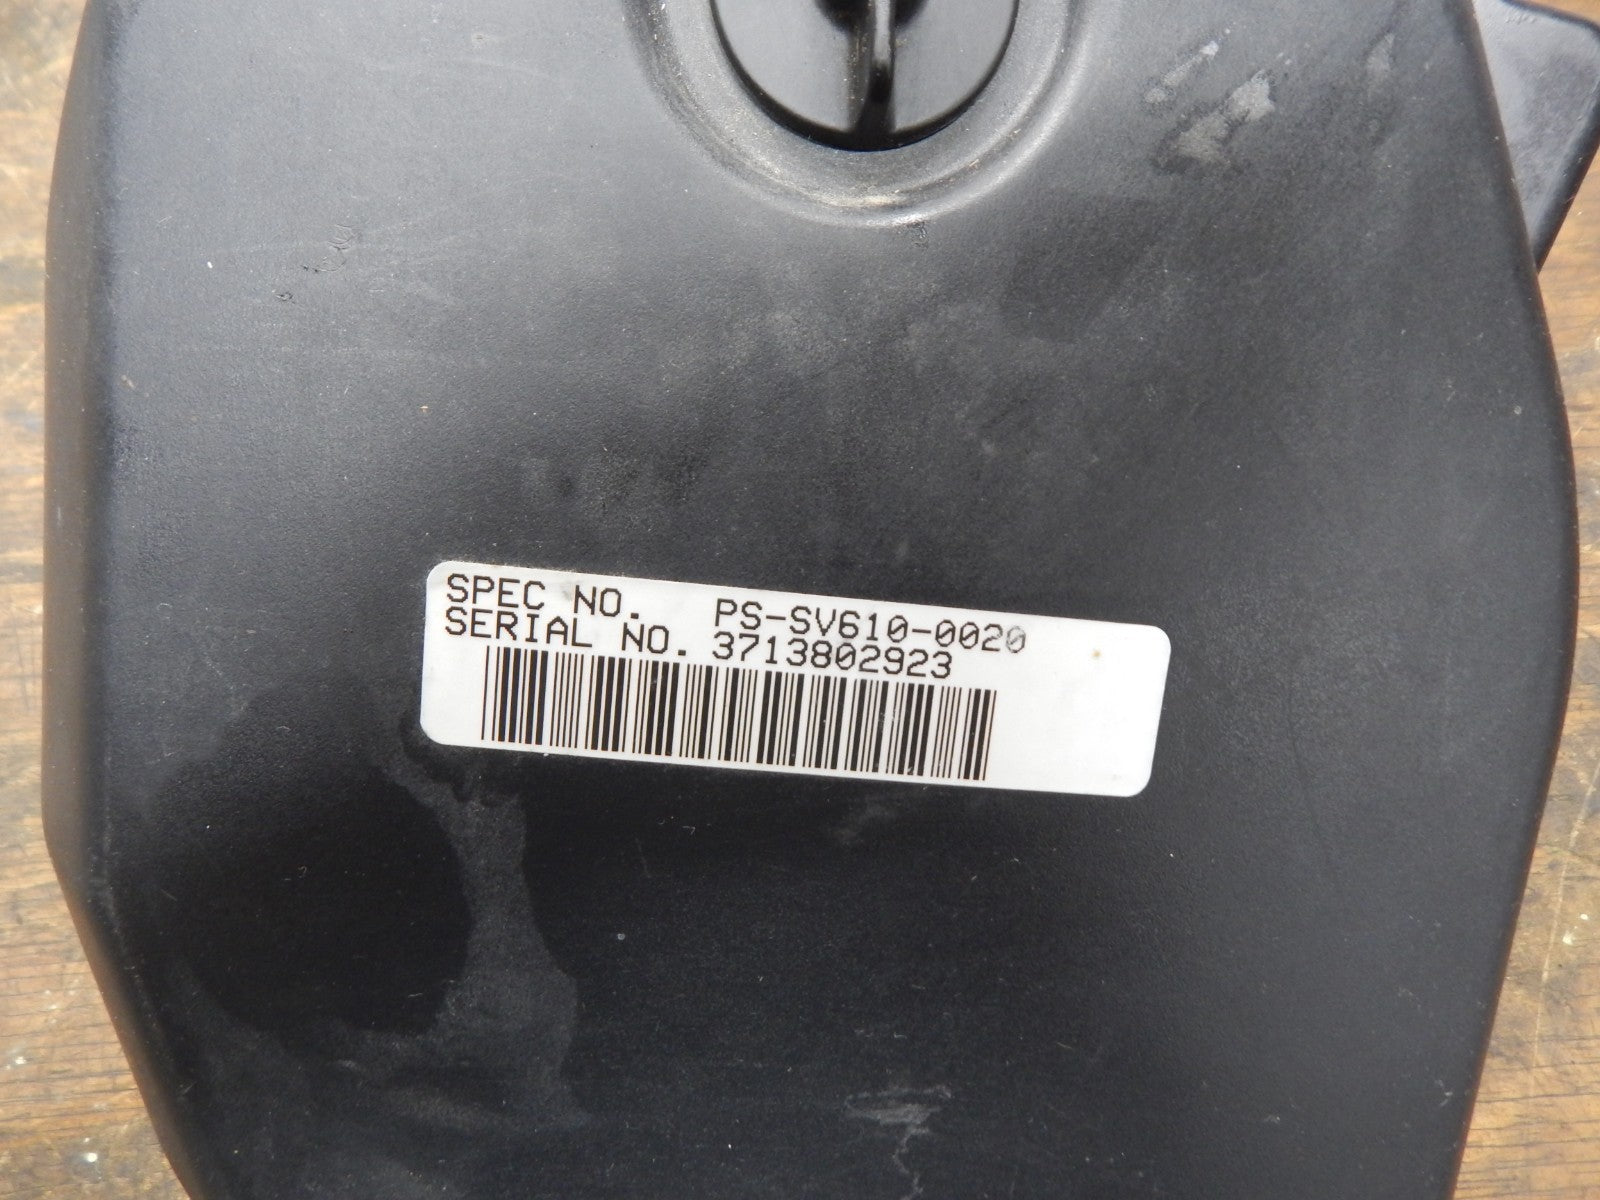 SPEC NO. PS-SV610-0020
SERIAL NO. 3713802923